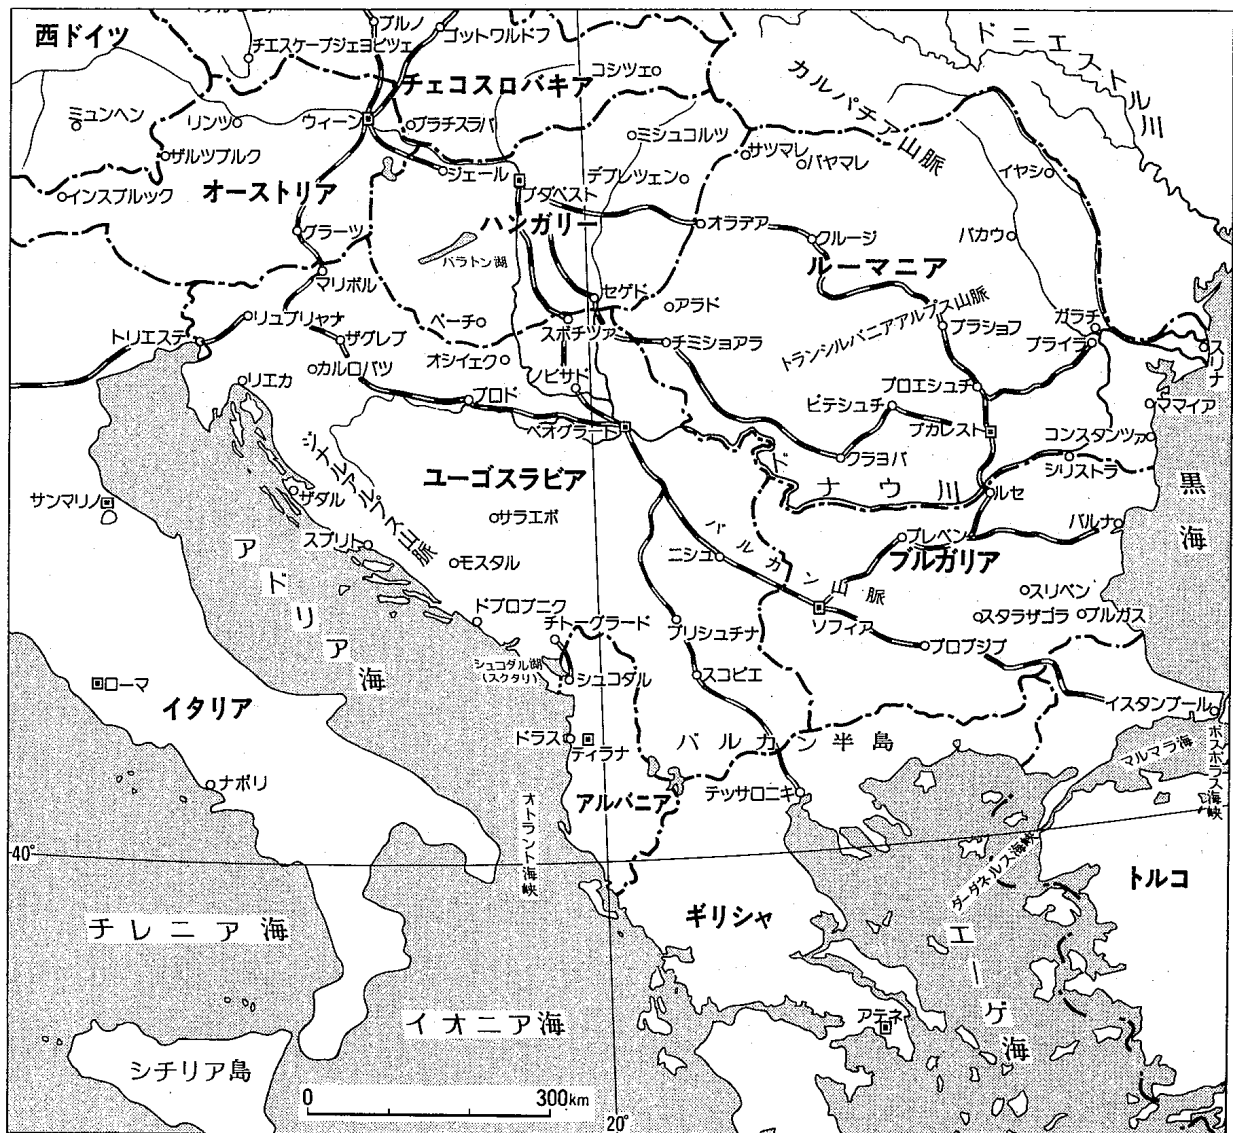 西ドイツ
ブルノ
ゴットワルドフ
チエスケーブジェヨビツェ
ドニエストル川
チェコスロバキア
コシツェ
カルパチア山脈
ミュンヘン
リンツ
ウィーン
ブラチスラバ
ミシュコルツ
サツマレ
バヤマレ
イヤシ
ザルツブルク
ジェール
ブダペスト
デブレツェン
インスブルック
オーストリア
ハンガリー
オラデア
クルージ
バカウ
グラーツ
バラトン湖
ルーマニア
マリボル
セゲド
アラド
トランシルバニアアルプス山脈
ガラチ
リュブリヤナ
ペーチ
スボチツァ
ブラショフ
ブライラ
スリナ
トリエステ
ザグレブ
オシイェク
チミショアラ
カルロバツ
リエカ
ノビサド
プロエシュチ
ママイア
ブロド
ベオグラード
ピテシュチ
ブカレスト
コンスタンツァ
クラヨバ
シリストラ
ジナルアルプス山脈
ユーゴスラビア
ドナウ川
ルセ
黒海
サンマリノ
ザダル
サラエボ
バルカン山脈
プレベン
バルナ
アドリア海
スプリト
モスタル
ニシュ
ブルガリア
スリベン
ドブロブニク
チトーグラード
プリシュチナ
ソフィア
スタラザゴラ
ブルガス
プロブジブ
シュコダル湖
(スクタリ)
シュコダル
スコピエ
ローマ
イタリア
イスタンブール
ドラス
ティラナ
バルカン半島
マルマラ海
ボスポラス海峡
ナポリ
アルバニア
テッサロニキ
オトラント海峡
40°
ダーダネルス海峡
トルコ
ギリシャ
チレニア海
エーゲ海
イオニア海
アテネ
シチリア島
0
300km
20°